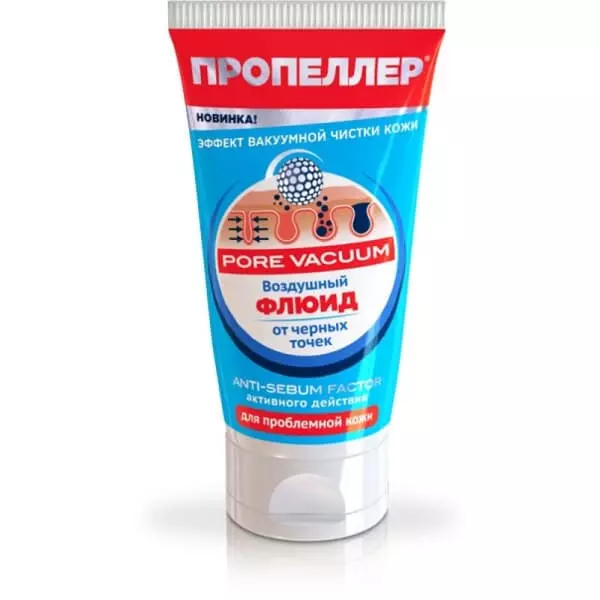 ПРОПЕЛЛЕР®
НОВИНКА!
ЭФФЕКТ ВАКУУМНОЙ ЧИСТКИ КОЖИ
PORE VACUUM
Воздушный
ФЛЮИД
от черных
точек
ANTI-SEBUM FACTOR
активного действия
для проблемной кожи